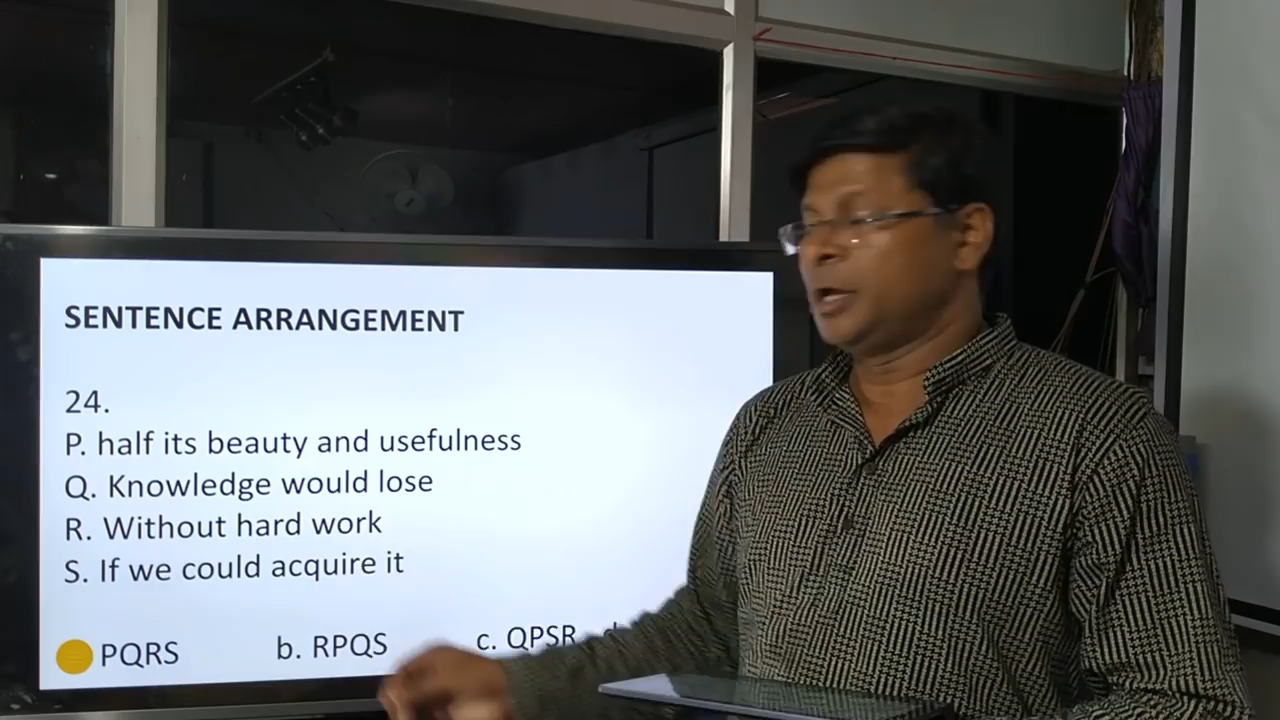 SENTENCE ARRANGEMENT
24.
P. half its beauty and usefulness
Q. Knowledge would lose
R. Without hard work
S. If we could acquire it
PQRS b. RPQS c. QPSR